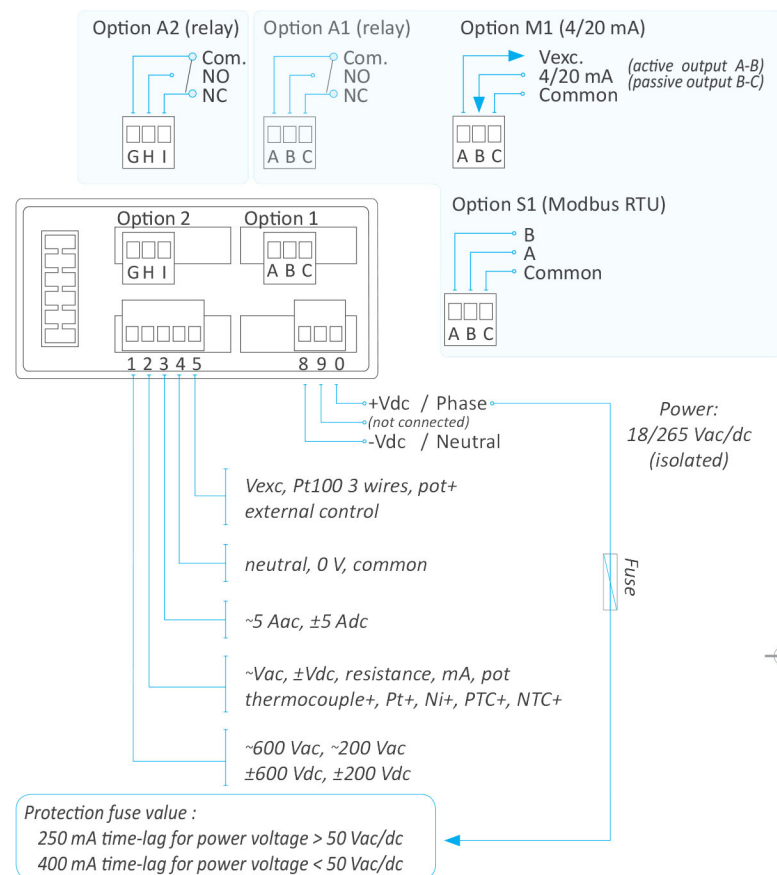 Option A2 (relay)
Com.
NO
NC
G H I
Option A1 (relay)
Com.
NO
NC
A B C
Option M1 (4/20 mA)
Vexc.
4/20 mA
Common
(active output A-B)
(passive output B-C)
A B C
Option S1 (Modbus RTU)
B
A
Common
A B C
Option 2
G H I
Option 1
A B C
1 2 3 4 5
8 9 0
+Vdc / Phase
(not connected)
-Vdc / Neutral
Power:
18/265 Vac/dc
(isolated)
Fuse
Vexc, Pt100 3 wires, pot+
external control
neutral, 0 V, common
~5 Aac, ±5 Adc
~Vac, ±Vdc, resistance, mA, pot
thermocouple+, Pt+, Ni+, PTC+, NTC+
~600 Vac, ~200 Vac
±600 Vdc, ±200 Vdc
Protection fuse value :
250 mA time-lag for power voltage > 50 Vac/dc
400 mA time-lag for power voltage < 50 Vac/dc